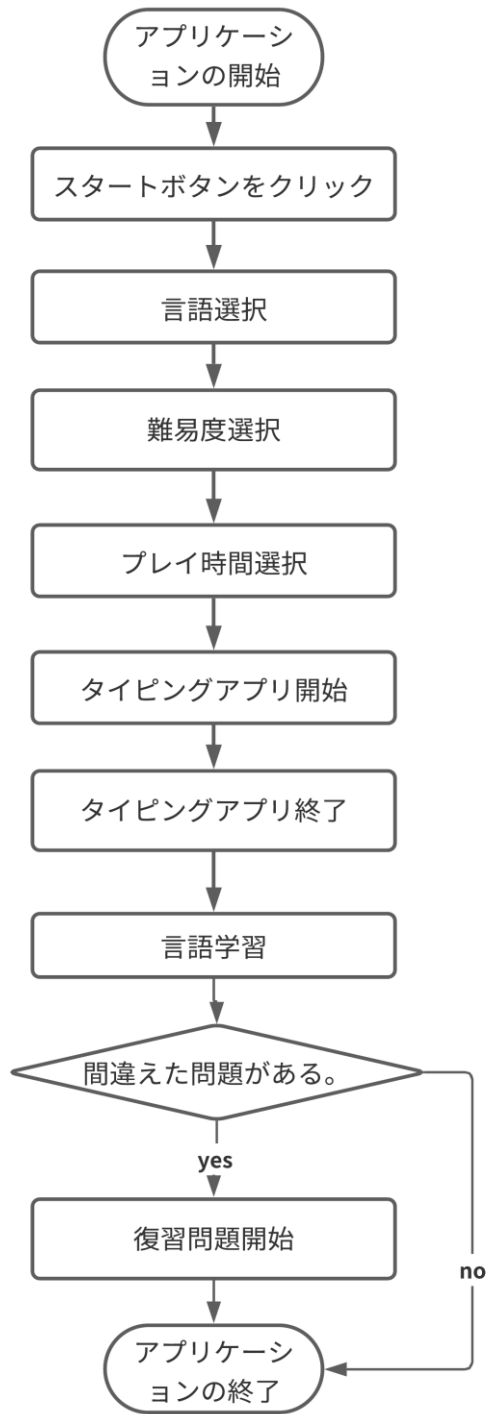 アプリケーシ
ョンの開始
スタートボタンをクリック
言語選択
難易度選択
プレイ時間選択
タイピングアプリ開始
タイピングアプリ終了
言語学習
間違えた問題がある。
yes
復習問題開始
no
アプリケーシ
ョンの終了